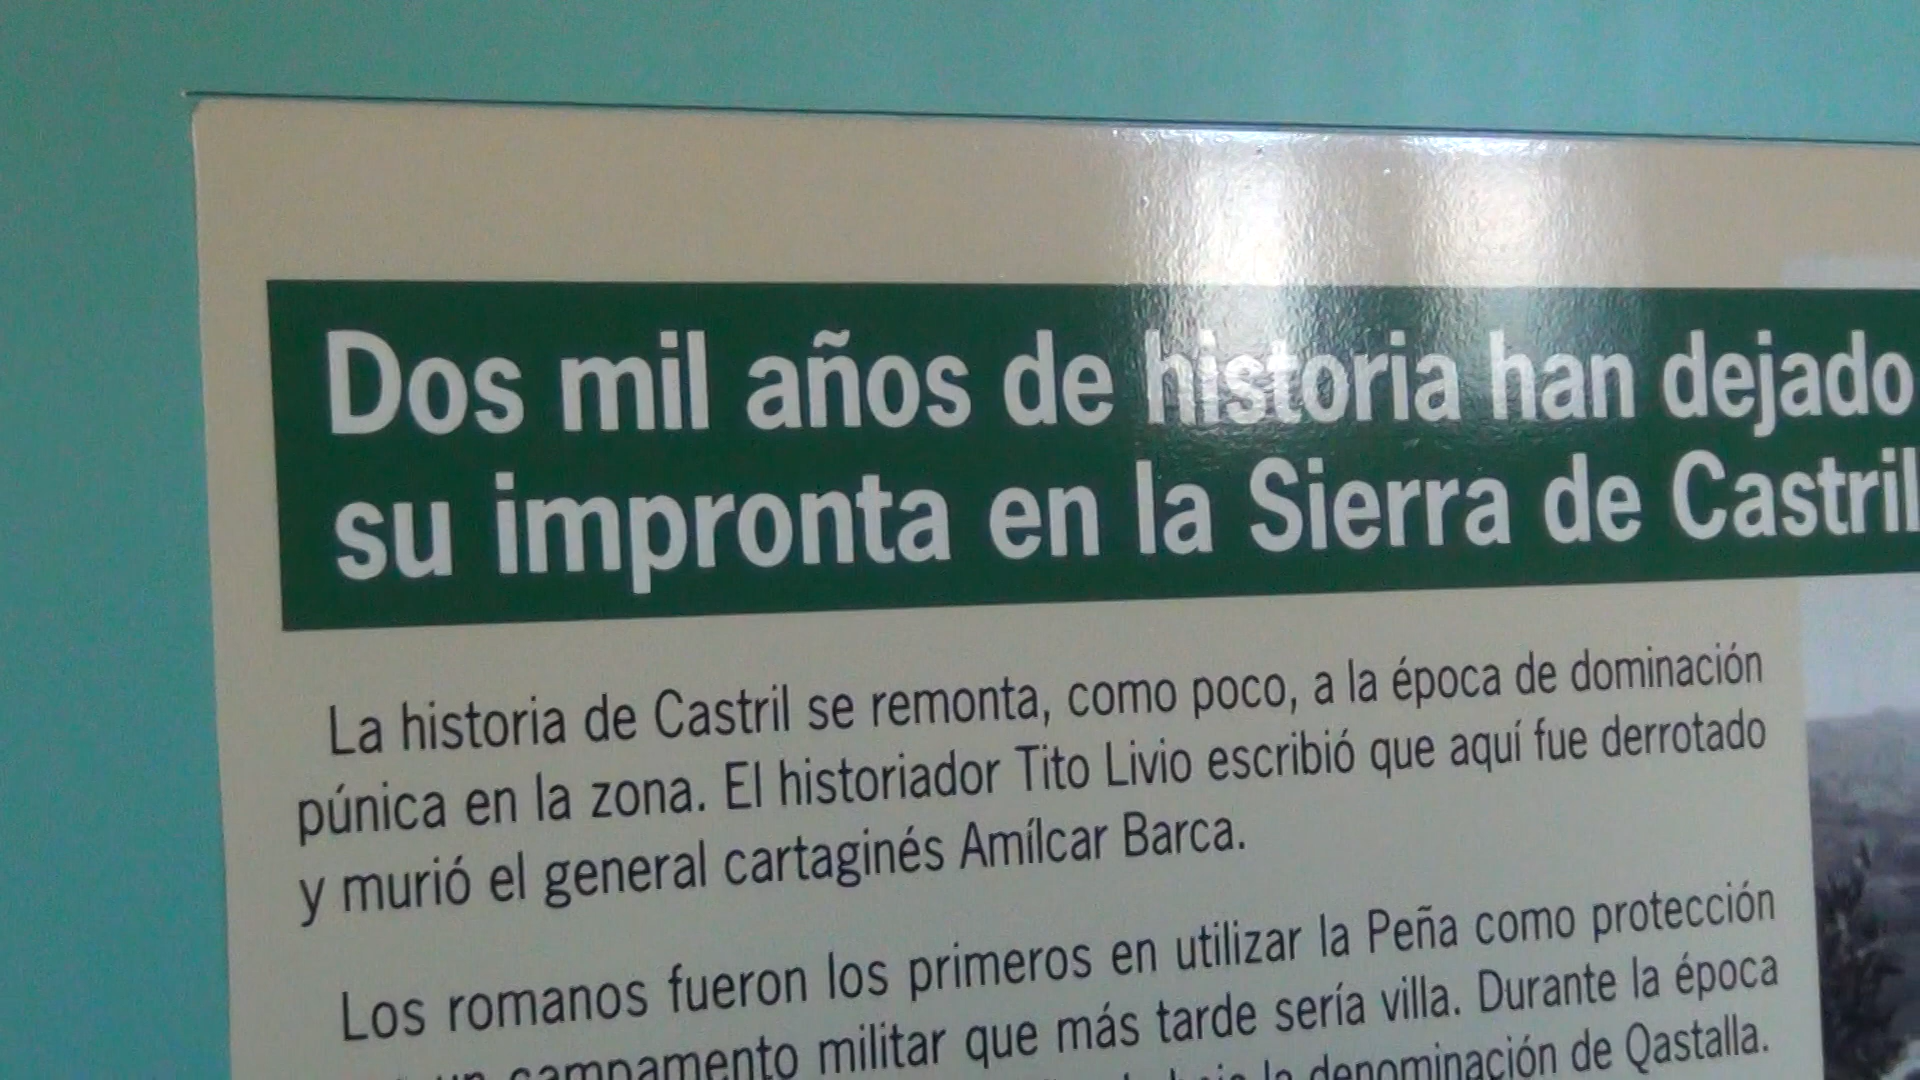 Dos mil años de historia han dejado
su impronta en la Sierra de Castril
La historia de Castril se remonta, como poco, a la época de dominación
púnica en la zona. El historiador Tito Livio escribió que aquí fue derrotado
y murió el general cartaginés Amílcar Barca.
Los romanos fueron los primeros en utilizar la Peña como protección
un campamento militar que más tarde sería villa. Durante la época
bajo la denominación de Qastalla.